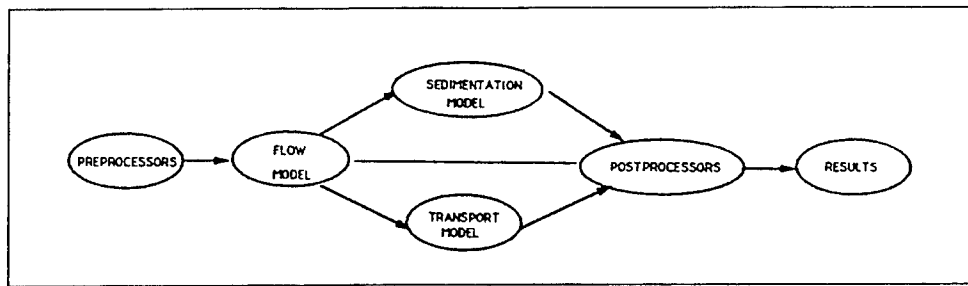 PREPROCESSORS
FLOW
MODEL
SEDIMENTATION
MODEL
TRANSPORT
MODEL
POSTPROCESSORS
RESULTS